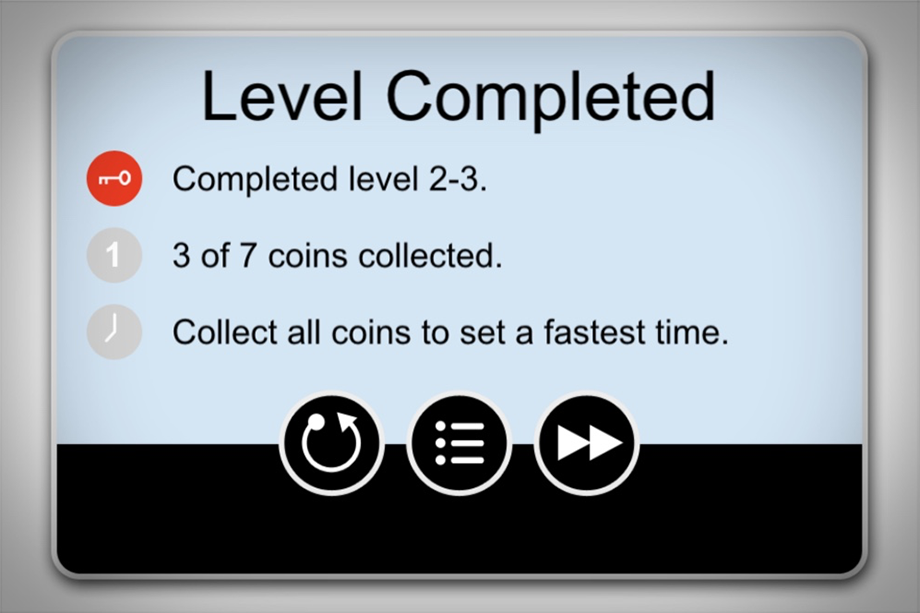 Level Completed
Completed level 2-3.
1
3 of 7 coins collected.
Collect all coins to set a fastest time.